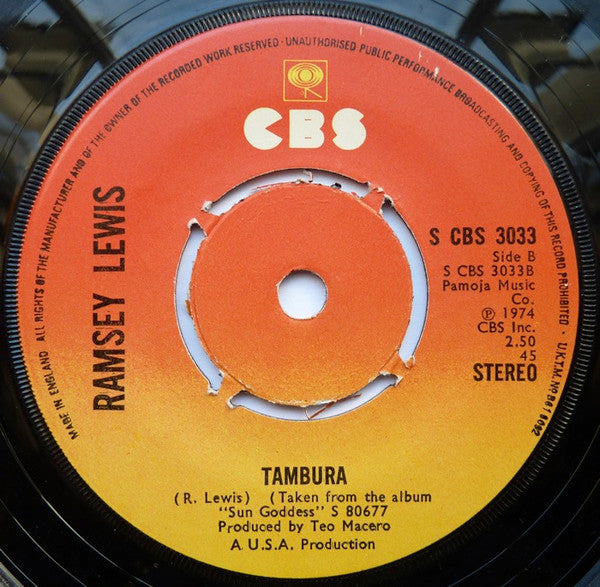 MADE IN ENGLAND ALL RIGHTS OF THE MANUFACTURER AND OF THE OWNER OF THE RECORDED WORK RESERVED · UNAUTHORISED PUBLIC PERFORMANCE BROADCASTING AND COPYING OF THIS RECORD PROHIBITED · U.K.T.M. No B618092
CBS
RAMSEY LEWIS
S CBS 3033
Side B
S CBS 3033B
Pamoja Music
Co.
℗ 1974
CBS Inc.
2.50
45
STEREO
TAMBURA
(R. Lewis) (Taken from the album
"Sun Goddess" S 80677
Produced by Teo Macero
A U.S.A. Production